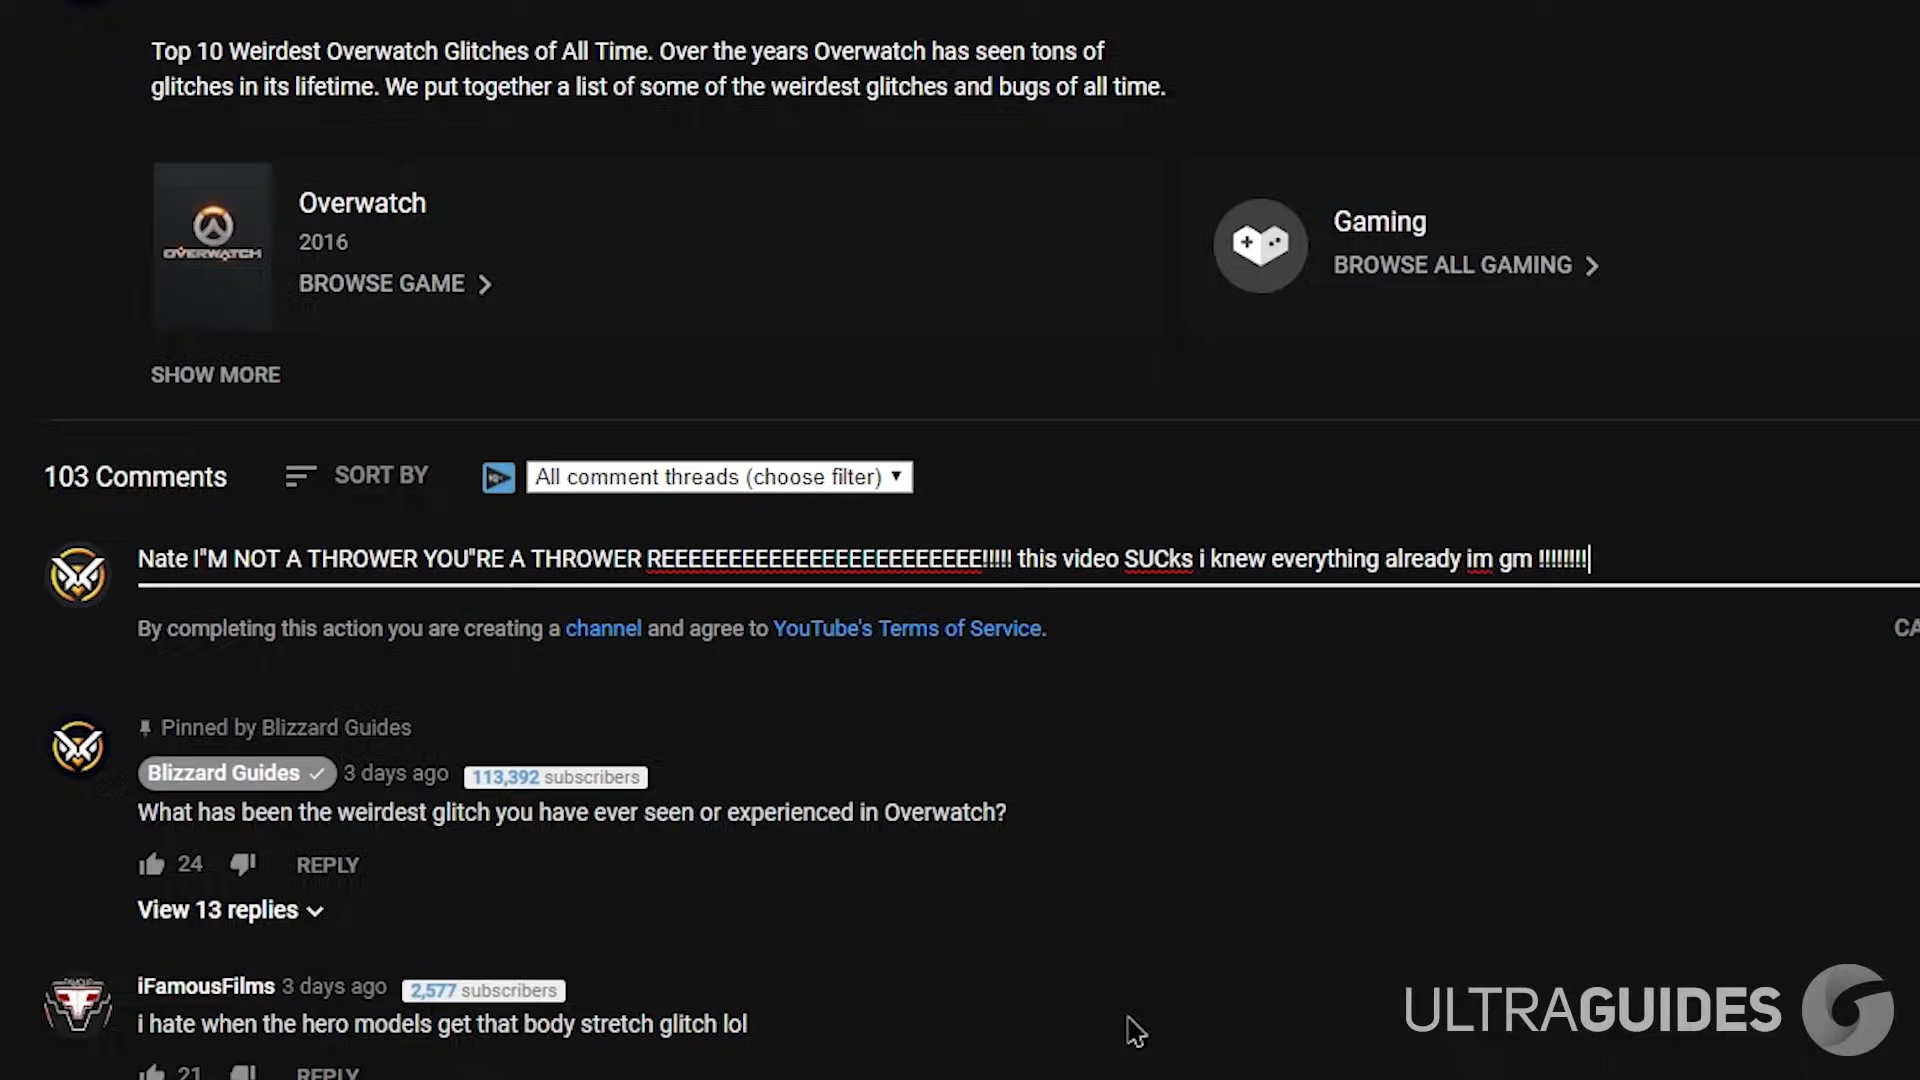 Top 10 Weirdest Overwatch Glitches of All Time. Over the years Overwatch has seen tons of
glitches in its lifetime. We put together a list of some of the weirdest glitches and bugs of all time.
OVERWATCH
Overwatch
2016
BROWSE GAME
Gaming
BROWSE ALL GAMING
SHOW MORE
103 Comments
SORT BY
All comment threads (choose filter)
Nate I"M NOT A THROWER YOU"RE A THROWER REEEEEEEEEEEEEEEEEEEEEEEEE!!!!! this video SUCks i knew everything already im gm !!!!!!!!
By completing this action you are creating a channel and agree to YouTube's Terms of Service.
CA
Pinned by Blizzard Guides
Blizzard Guides
3 days ago
113,392 subscribers
What has been the weirdest glitch you have ever seen or experienced in Overwatch?
24
REPLY
View 13 replies
iFamousFilms 3 days ago
2,577 subscribers
i hate when the hero models get that body stretch glitch lol
21
REPLY
ULTRAGUIDES